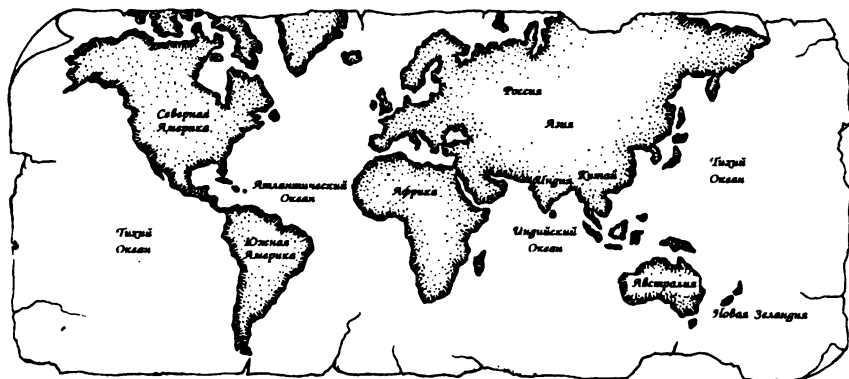 Россия
Северная
Америка
Азия
Тихий
Океан
Атлантический
Океан
Африка
Индия
Китай
Тихий
Океан
Южная
Америка
Индийский
Океан
Австралия
Новая Зеландия